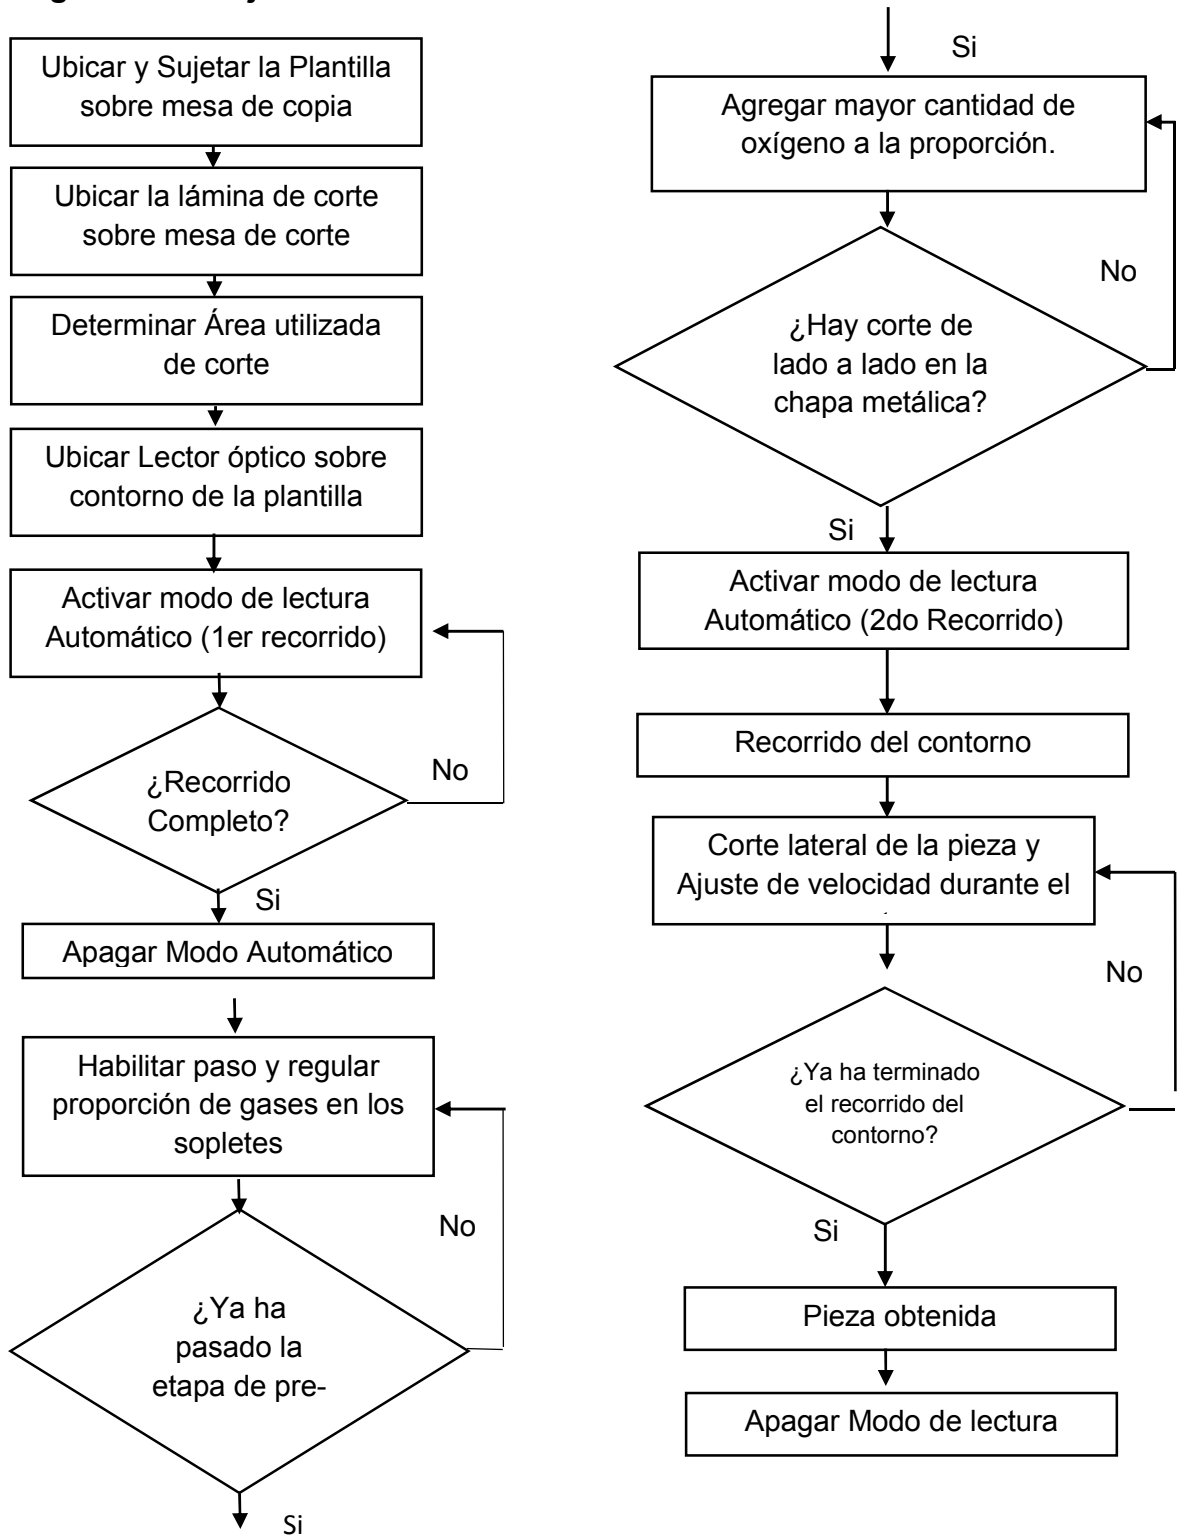 Ubicar y Sujetar la Plantilla
sobre mesa de copia
Ubicar la lámina de corte
sobre mesa de corte
Determinar Área utilizada
de corte
Ubicar Lector óptico sobre
contorno de la plantilla
Activar modo de lectura
Automático (1er recorrido)
No
¿Recorrido
Completo?
Si
Apagar Modo Automático
Habilitar paso y regular
proporción de gases en los
sopletes
No
¿Ya ha
pasado la
etapa de pre-
Si
Si
Agregar mayor cantidad de
oxígeno a la proporción.
No
¿Hay corte de
lado a lado en la
chapa metálica?
Si
Activar modo de lectura
Automático (2do Recorrido)
Recorrido del contorno
Corte lateral de la pieza y
Ajuste de velocidad durante el
No
¿Ya ha terminado
el recorrido del
contorno?
Si
Pieza obtenida
Apagar Modo de lectura